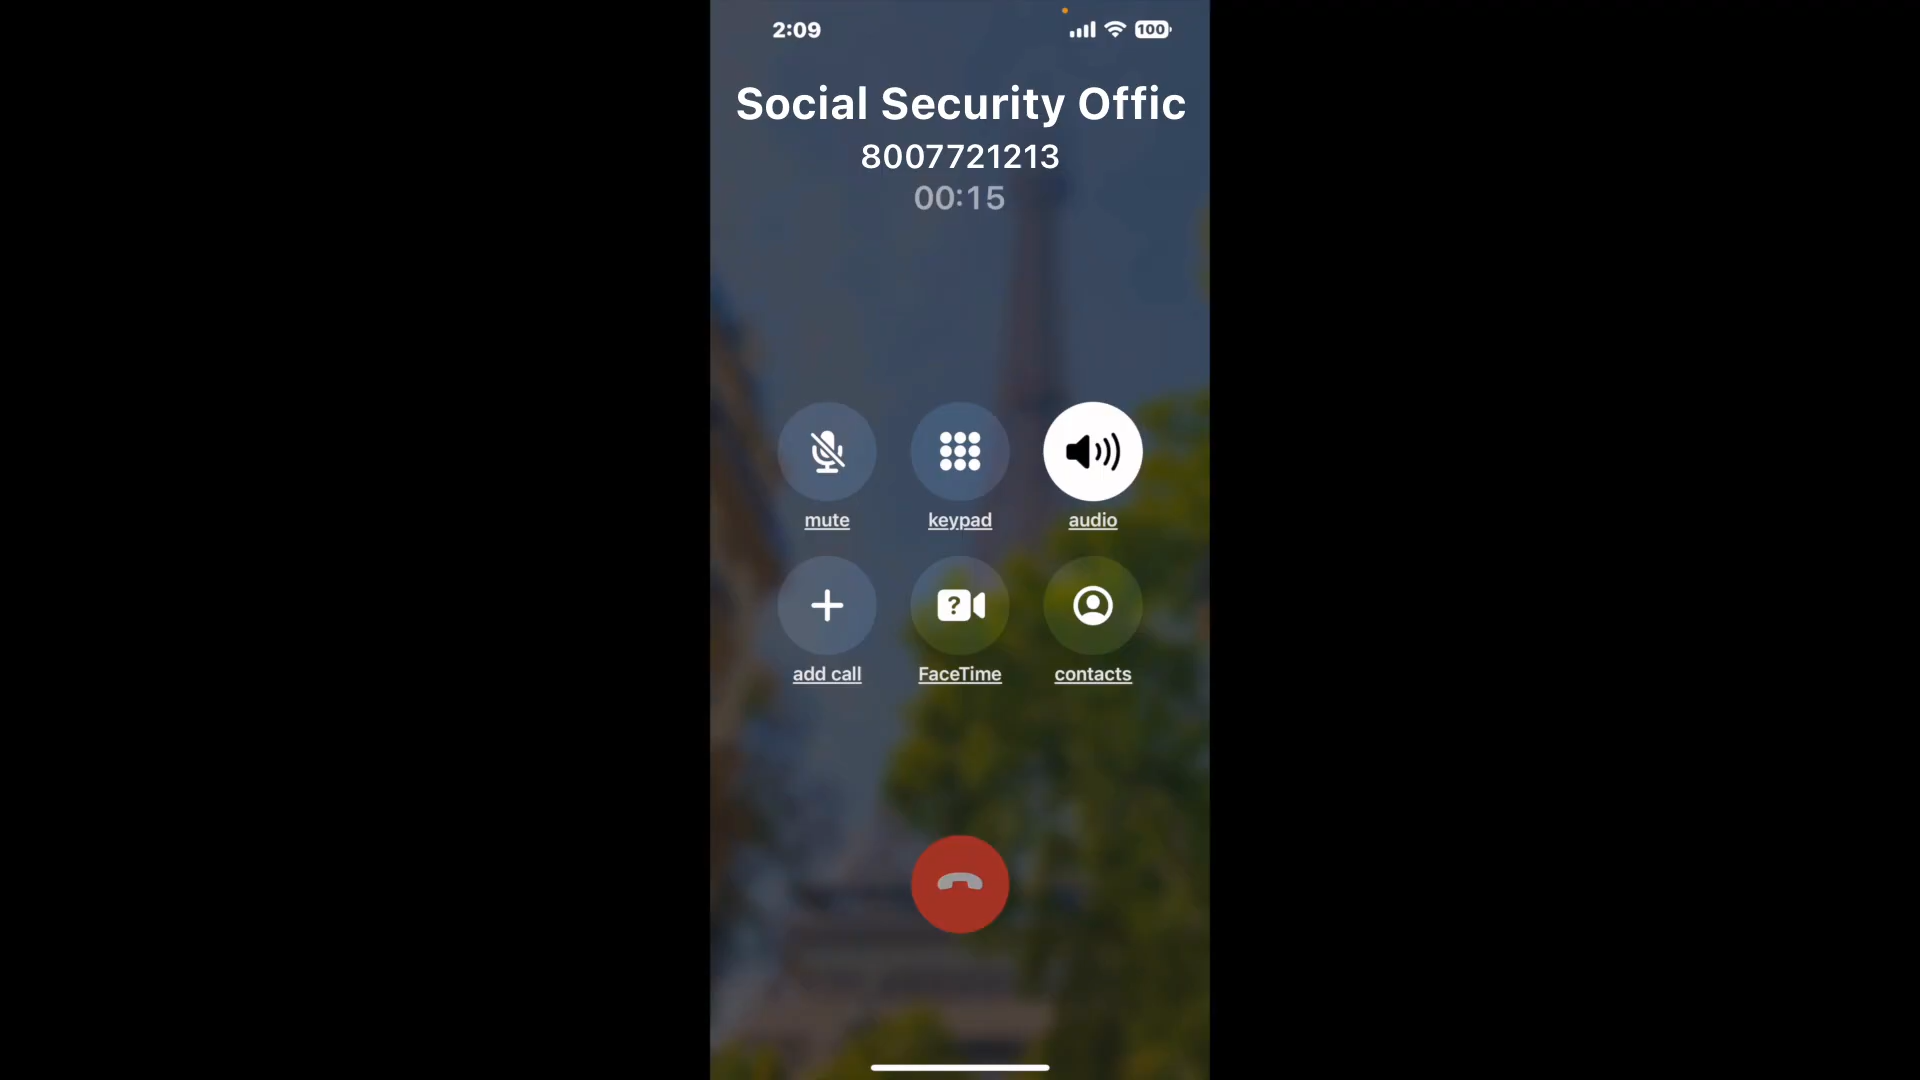 2:09
100
Social Security Offic
8007721213
00:15
mute
keypad
audio
?
add call
FaceTime
contacts